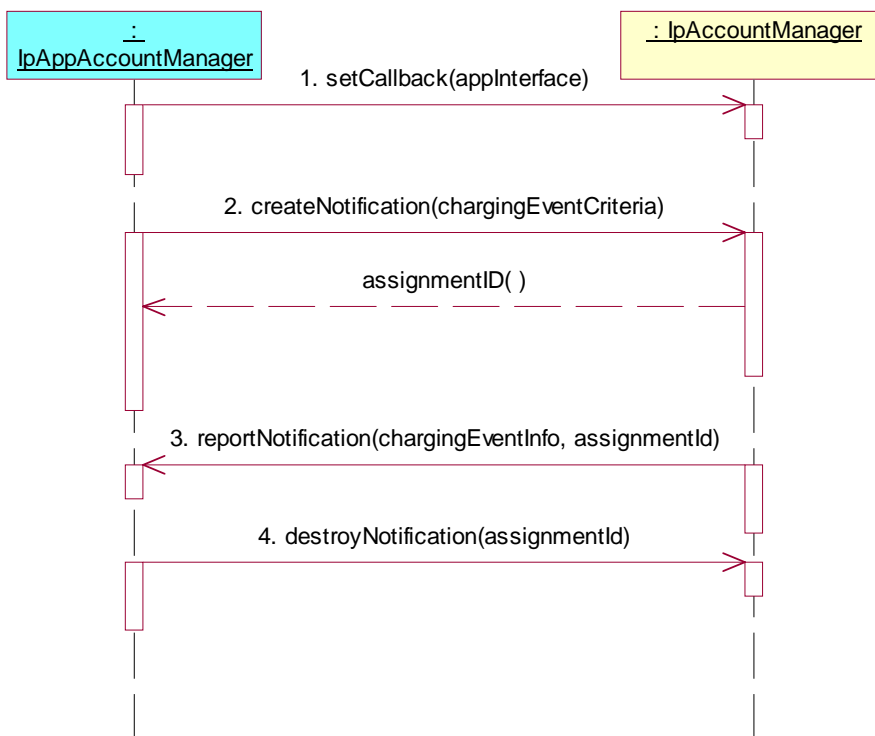 :
IpAppAccountManager
: IpAccountManager
1. setCallback(appInterface)
2. createNotification(chargingEventCriteria)
assignmentID( )
3. reportNotification(chargingEventInfo, assignmentId)
4. destroyNotification(assignmentId)